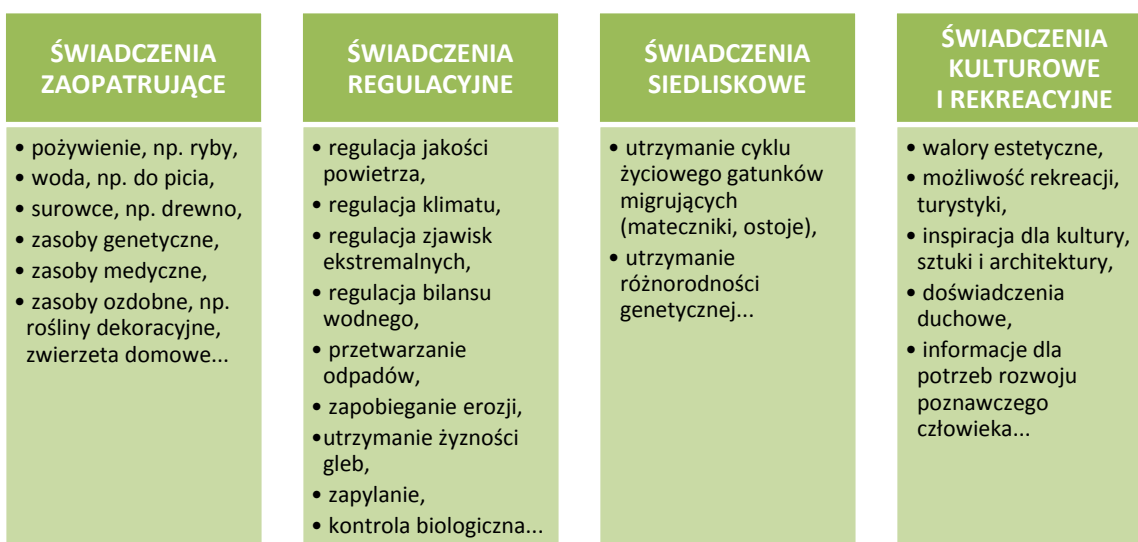 ŚWIADCZENIA
ZAOPATRUJĄCE
• pożywienie, np. ryby,
• woda, np. do picia,
• surowce, np. drewno,
• zasoby genetyczne,
• zasoby medyczne,
• zasoby ozdobne, np.
rośliny dekoracyjne,
zwierzeta domowe...
ŚWIADCZENIA
REGULACYJNE
• regulacja jakości
powietrza,
• regulacja klimatu,
• regulacja zjawisk
ekstremalnych,
• regulacja bilansu
wodnego,
• przetwarzanie
odpadów,
• zapobieganie erozji,
•utrzymanie żyzności
gleb,
• zapylanie,
• kontrola biologiczna...
ŚWIADCZENIA
SIEDLISKOWE
• utrzymanie cyklu
życiowego gatunków
migrujących
(mateczniki, ostoje),
• utrzymanie
różnorodności
genetycznej...
ŚWIADCZENIA
KULTUROWE
I REKREACYJNE
• walory estetyczne,
• możliwość rekreacji,
turystyki,
• inspiracja dla kultury,
sztuki i architektury,
• doświadczenia
duchowe,
• informacje dla
potrzeb rozwoju
poznawczego
człowieka...